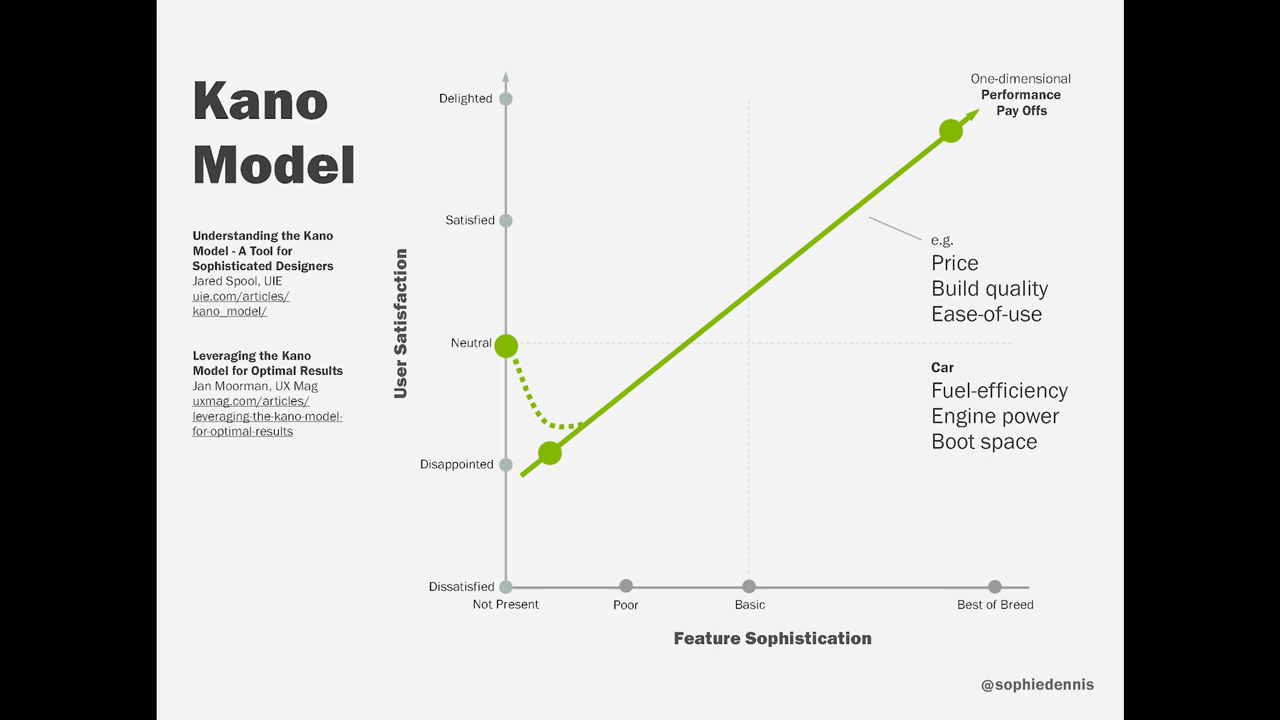 Kano
Model
Understanding the Kano
Model - A Tool for
Sophisticated Designers
Jared Spool, UIE
uie.com/articles/
kano_model/
Leveraging the Kano
Model for Optimal Results
Jan Moorman, UX Mag
uxmag.com/articles/
leveraging-the-kano-model-
for-optimal-results
User Satisfaction
Delighted
Satisfied
Neutral
Disappointed
Dissatisfied
Not Present
Poor
Basic
Best of Breed
Feature Sophistication
One-dimensional
Performance
Pay Offs
e.g.
Price
Build quality
Ease-of-use
Car
Fuel-efficiency
Engine power
Boot space
@sophiedennis